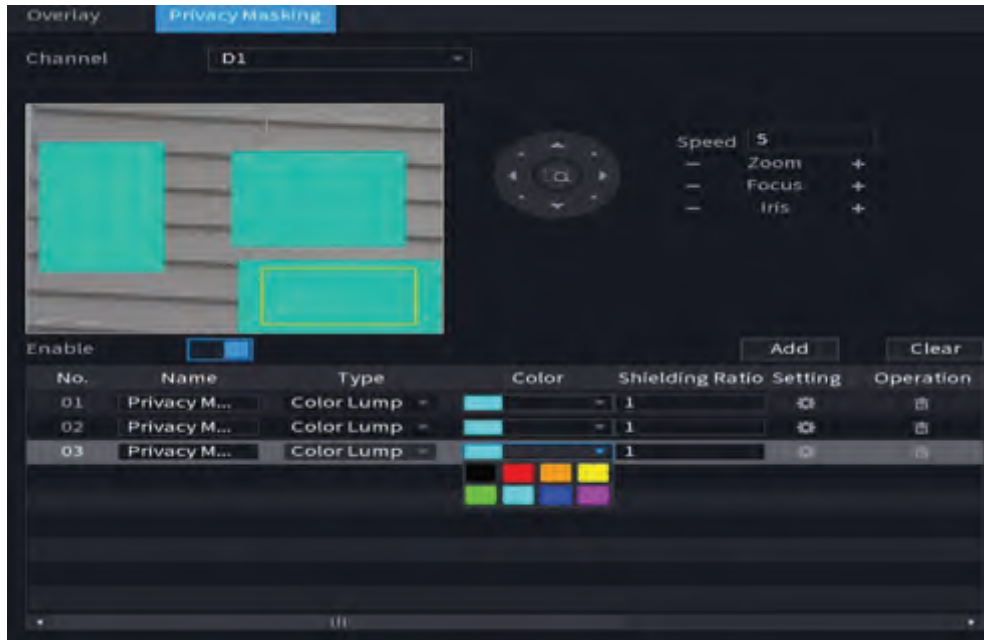 Overlay Privacy Masking
Channel D1
Speed 5
Zoom
Focus
Iris
Enable Add Clear
No. Name Type Color Shielding Ratio Setting Operation
01 Privacy M... Color Lump 1
02 Privacy M... Color Lump 1
03 Privacy M... Color Lump 1